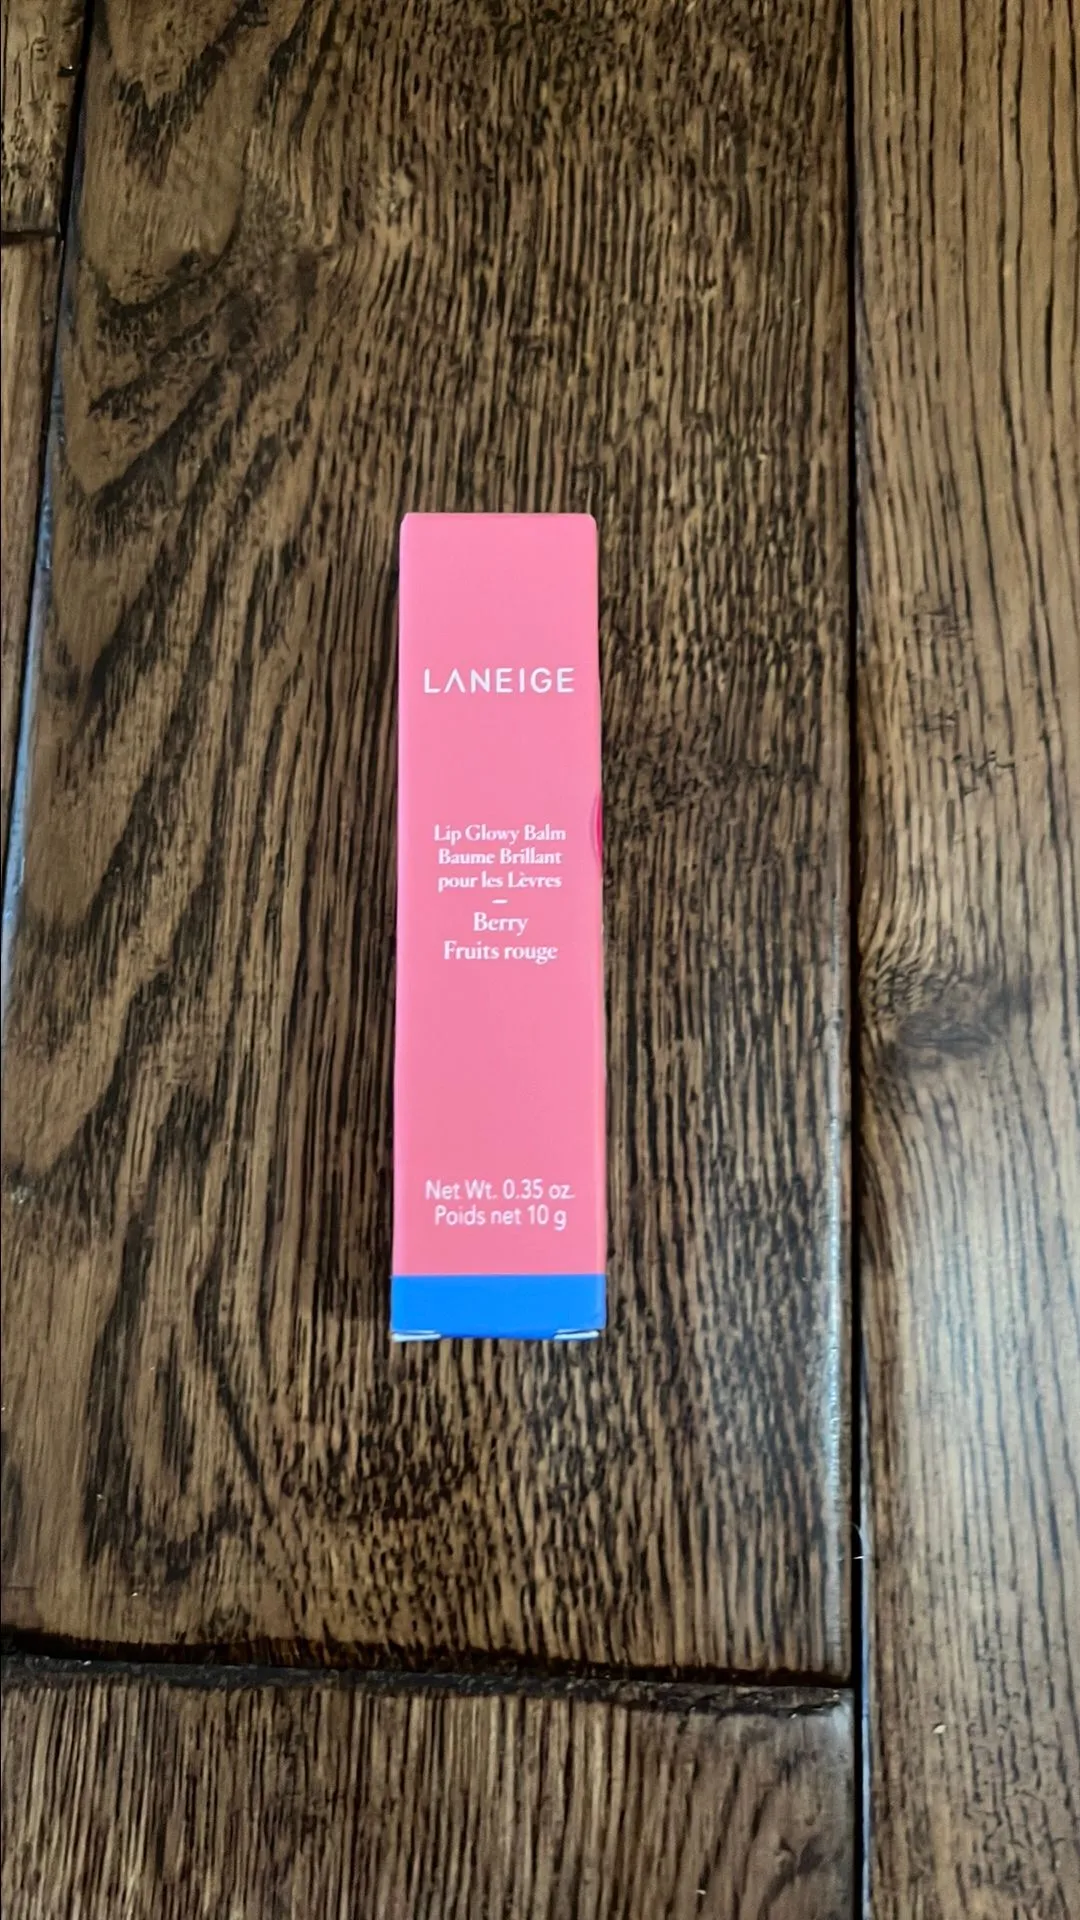 LANEIGE
Lip Glowy Balm
Baume Brillant
pour les Lèvres
Berry
Fruits rouge
Net Wt. 0.35 oz.
Poids net 10 g